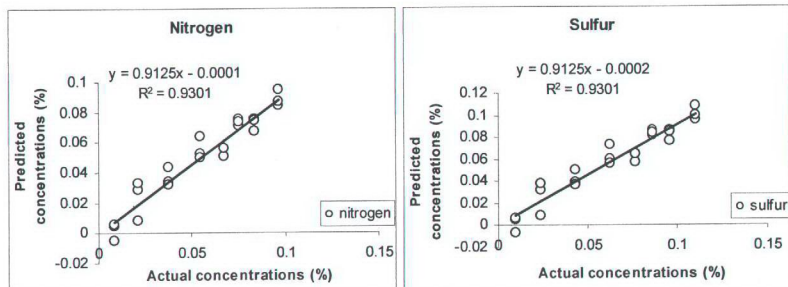 Nitrogen
y = 0.9125x - 0.0001
R² = 0.9301
Predicted
concentrations (%)
0.1
0.08
0.06
0.04
0.02
0
-0.02
0
0.05
0.1
0.15
Actual concentrations (%)
nitrogen
Sulfur
y = 0.9125x - 0.0002
R² = 0.9301
Predicted
concentrations (%)
0.12
0.1
0.08
0.06
0.04
0.02
0
-0.02
0
0.05
0.1
0.15
Actual concentrations (%)
sulfur